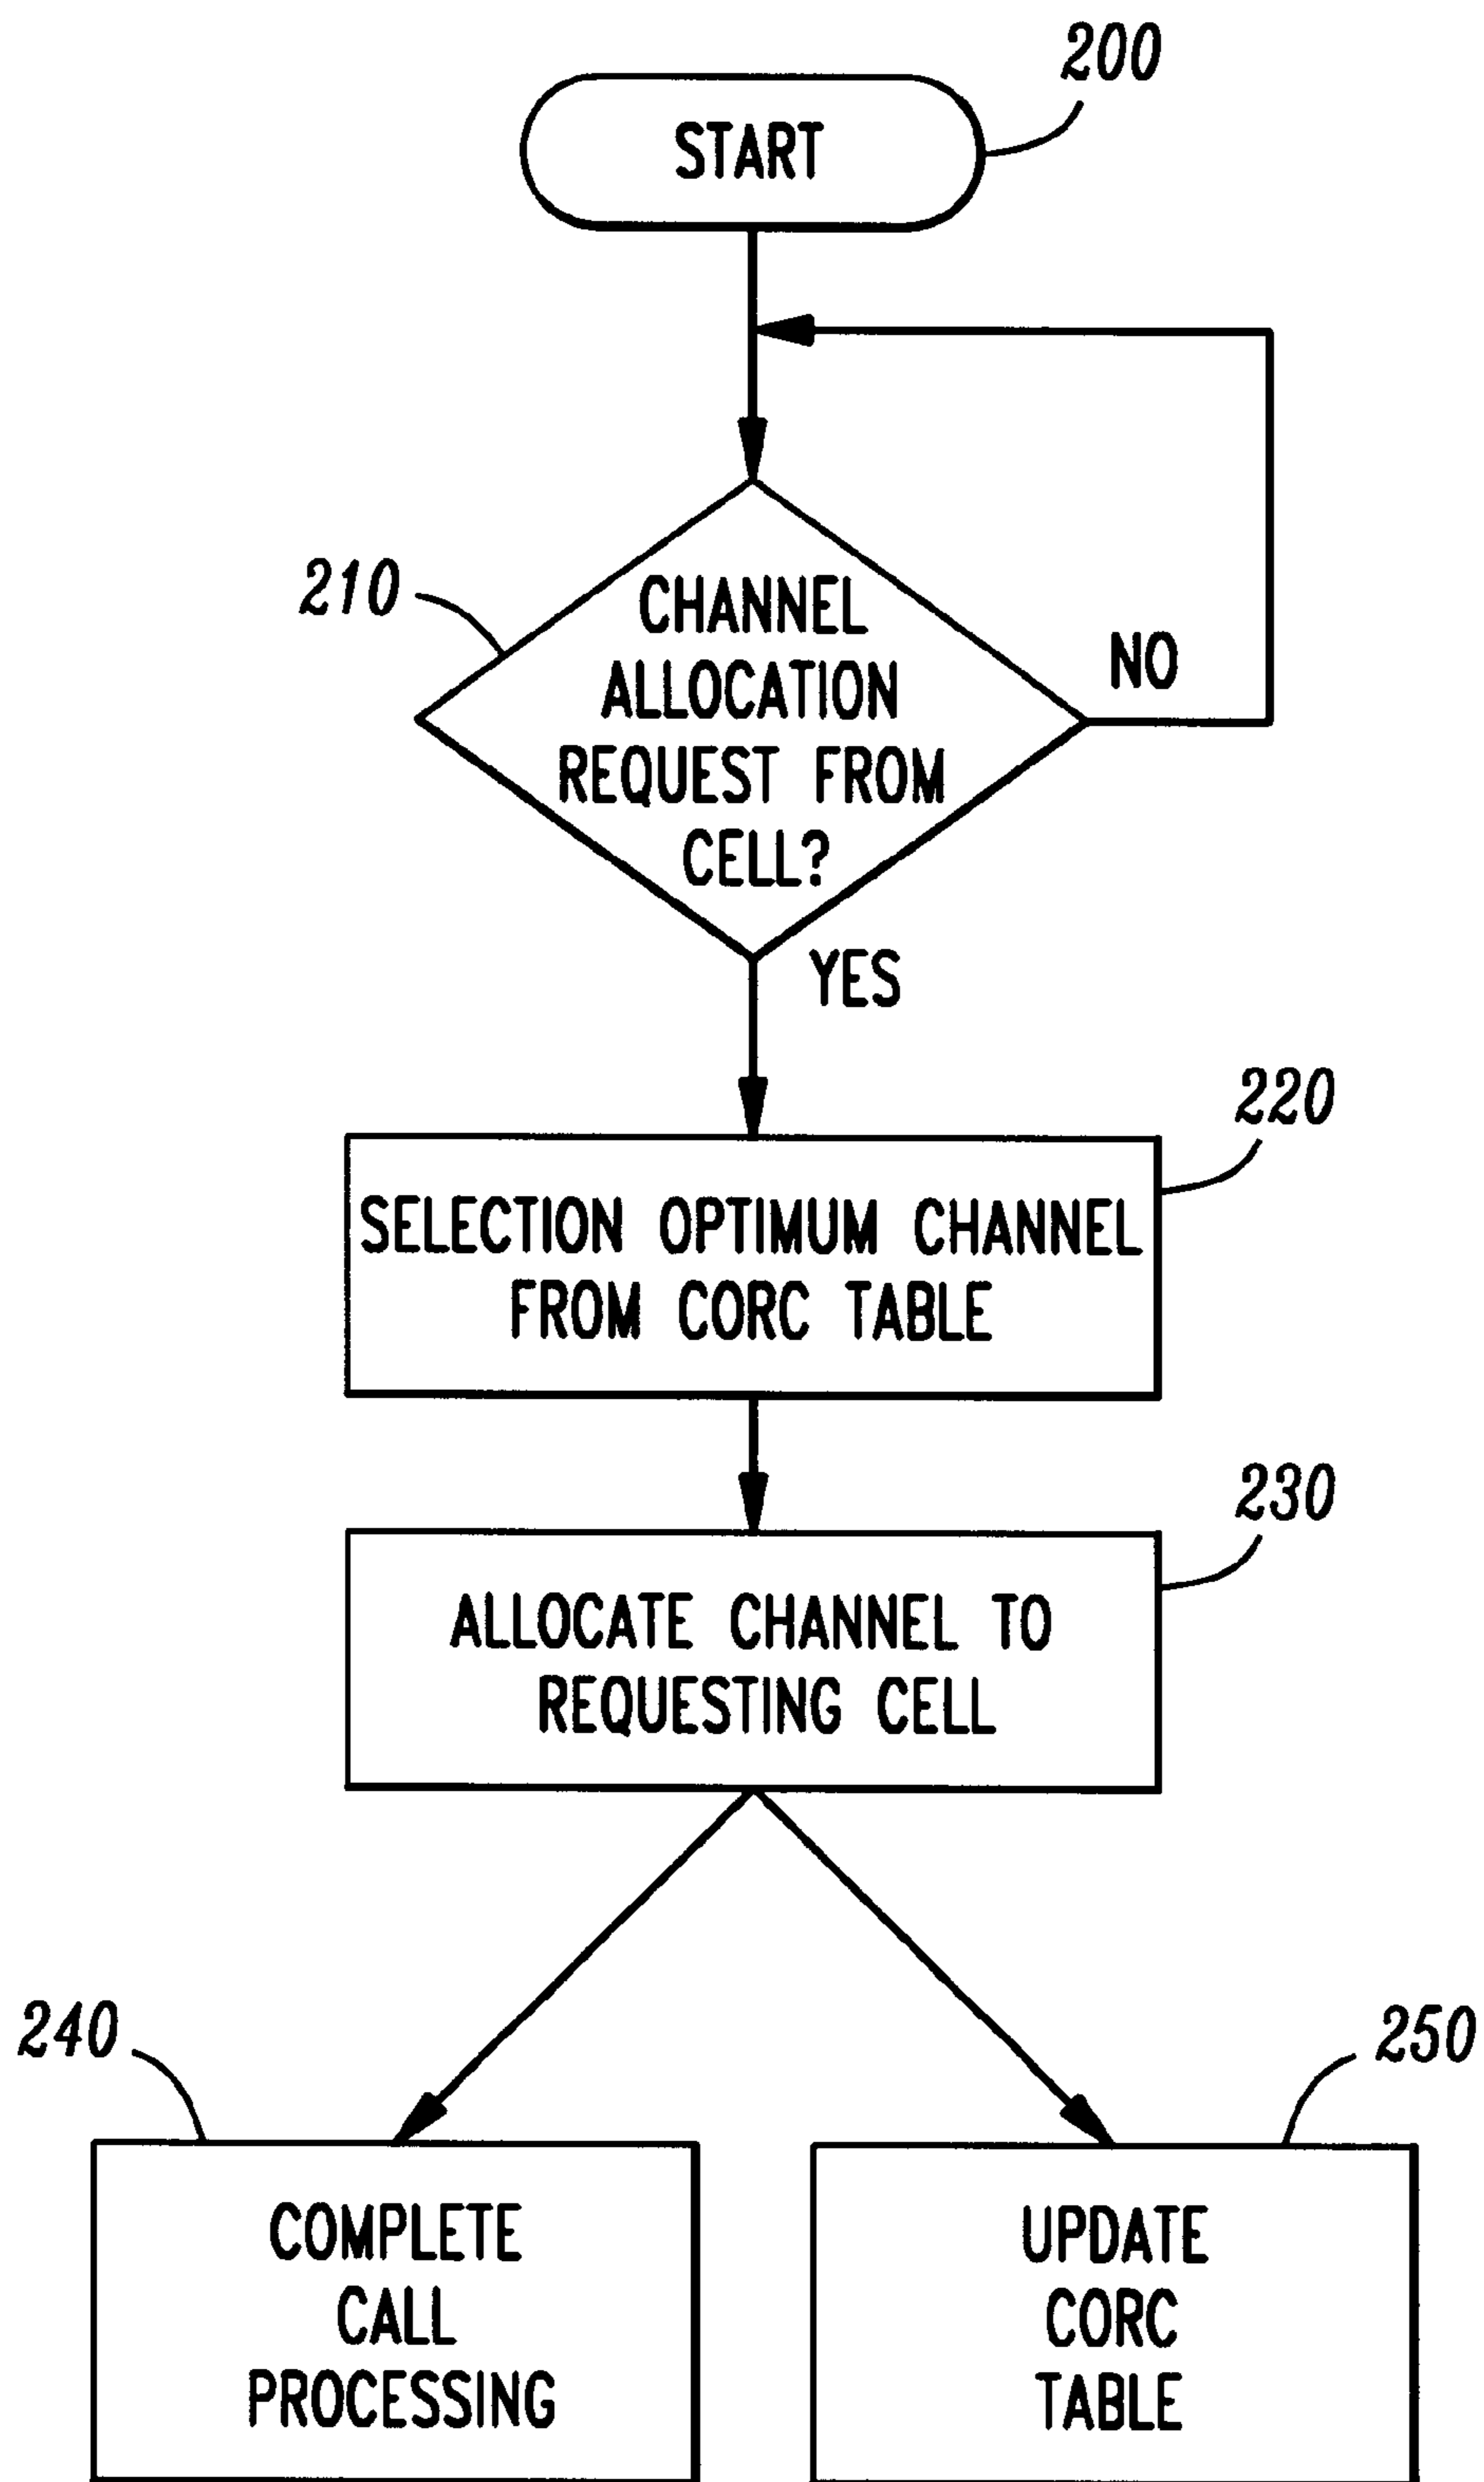 200
START
210
CHANNEL
ALLOCATION
REQUEST FROM
CELL?
NO
YES
220
SELECTION OPTIMUM CHANNEL
FROM CORC TABLE
230
ALLOCATE CHANNEL TO
REQUESTING CELL
240
COMPLETE
CALL
PROCESSING
250
UPDATE
CORC
TABLE